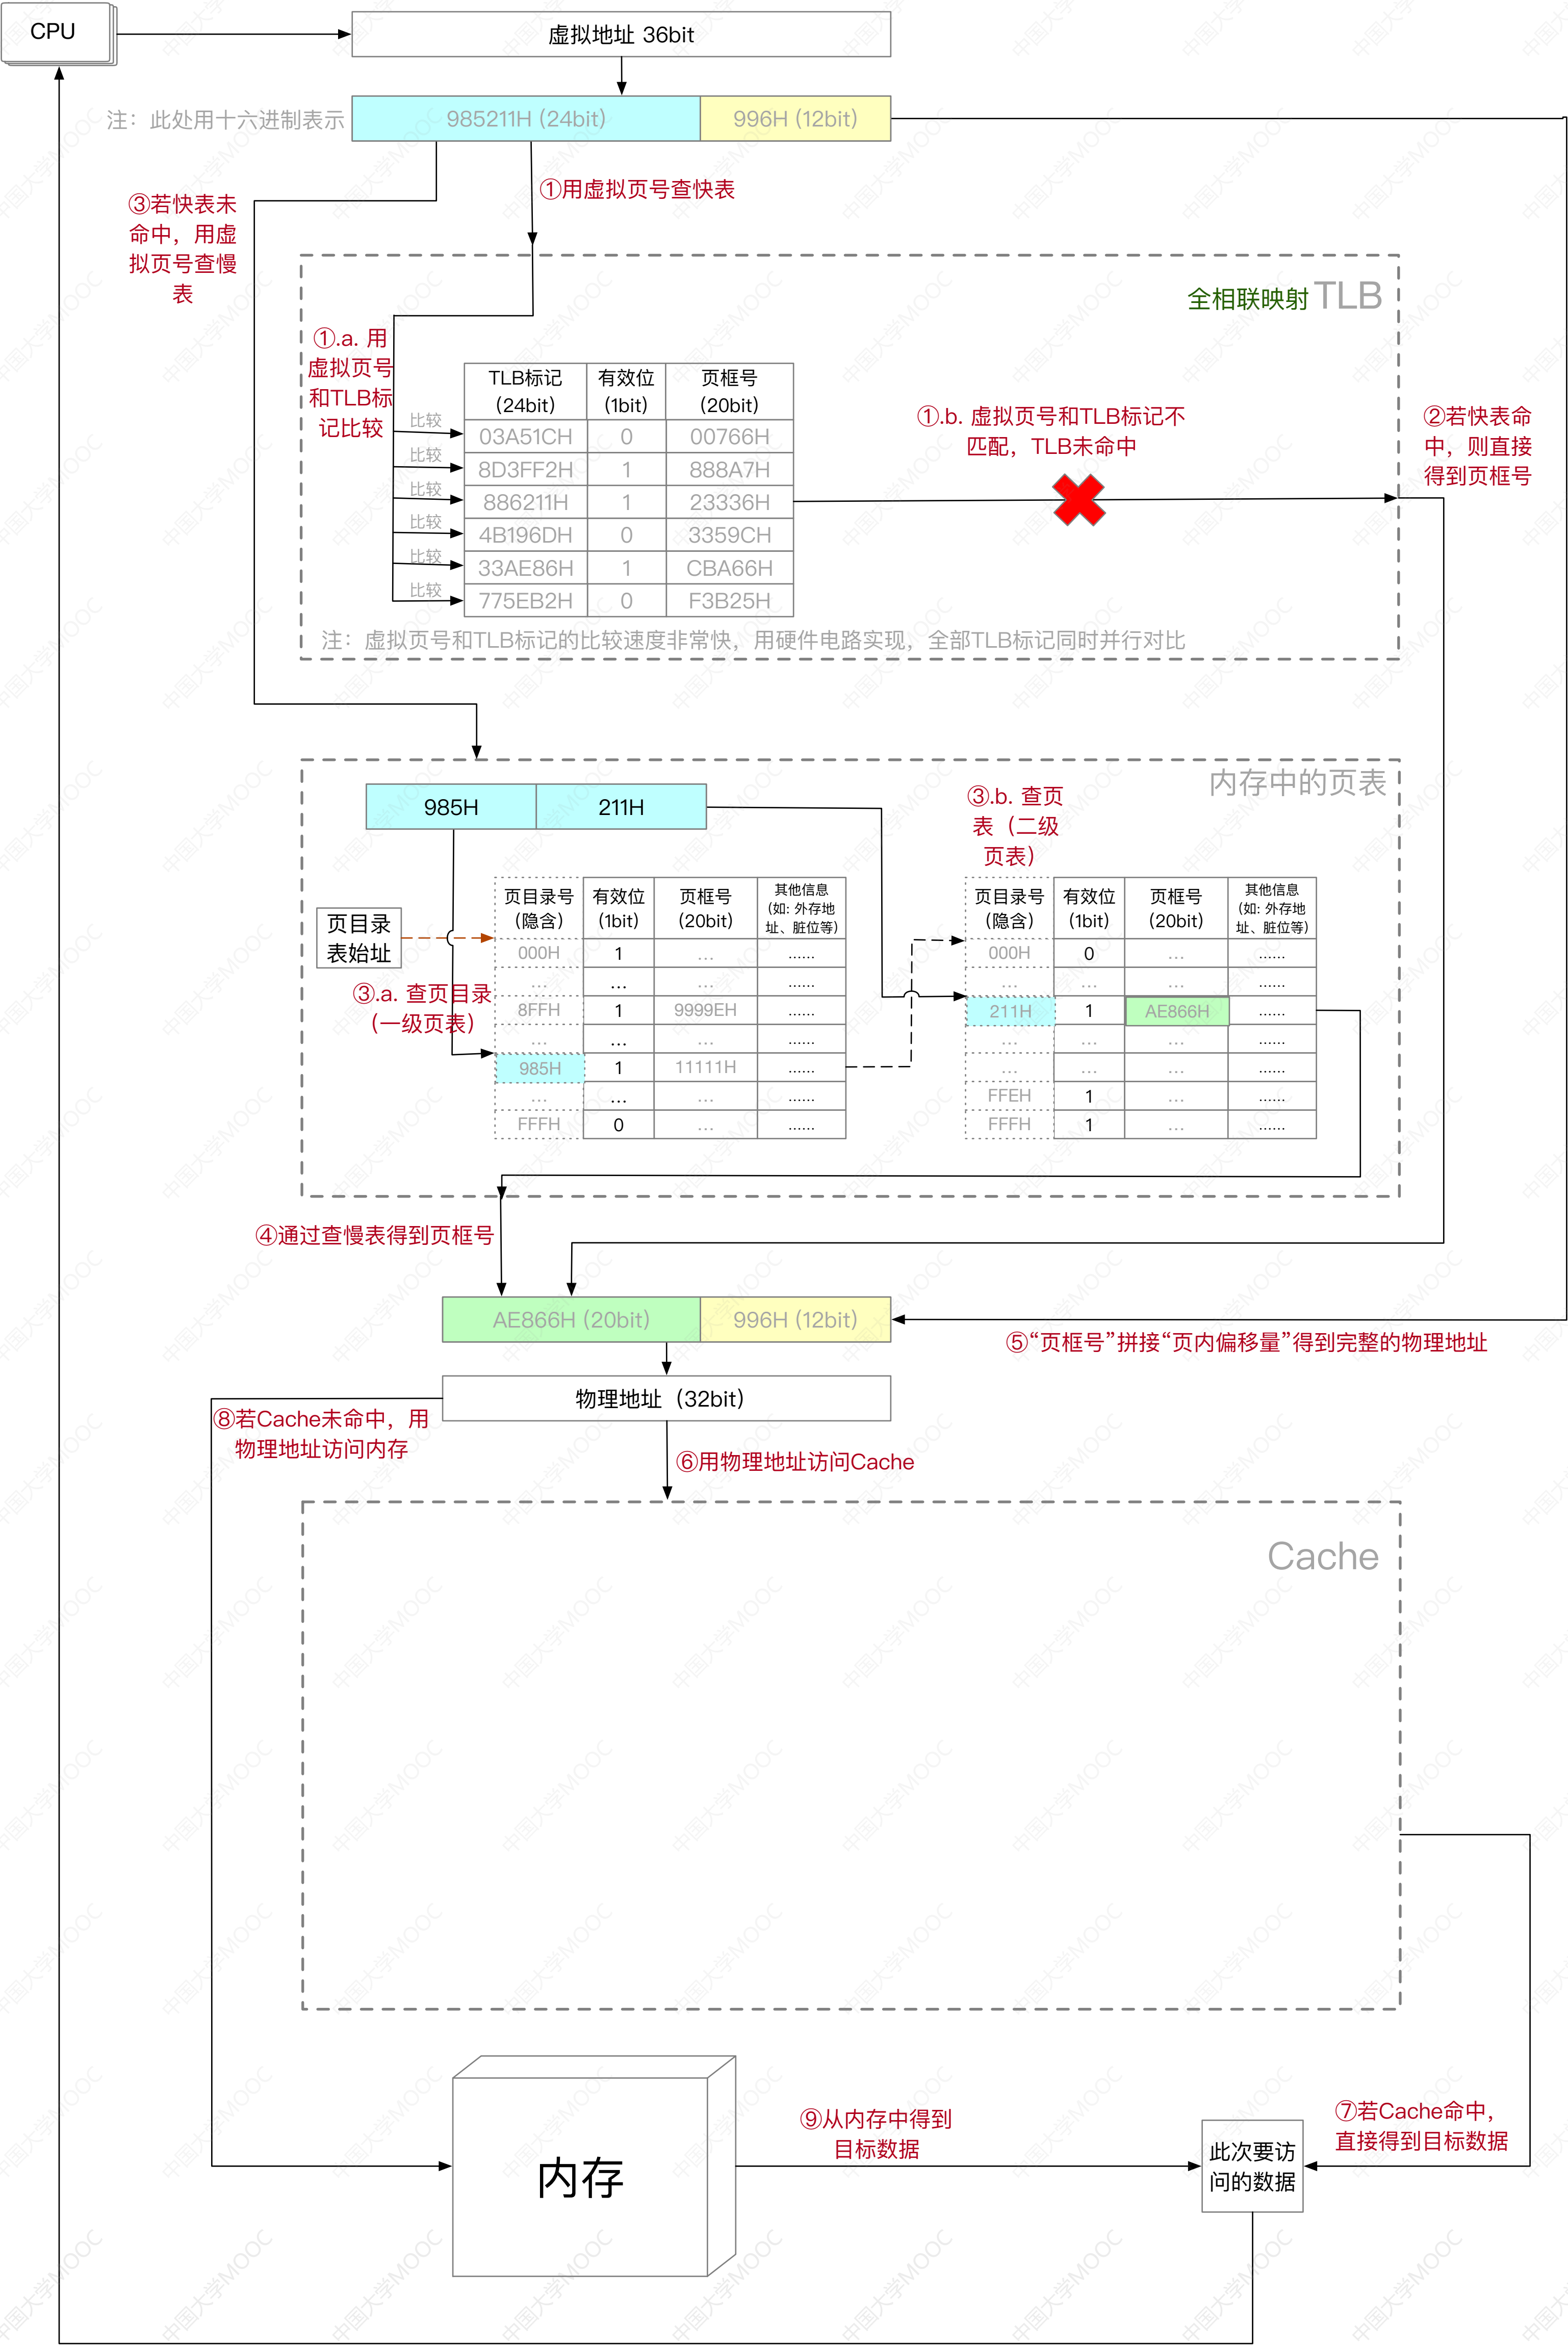 CPU
虚拟地址 36bit
注：此处用十六进制表示
985211H (24bit)
996H (12bit)
①用虚拟页号查快表
③若快表未
命中，用虚
拟页号查慢
表
全相联映射 TLB
①.a. 用
虚拟页号
和TLB标
记比较
TLB标记 有效位 页框号
(24bit) (1bit) (20bit)
比较 03A51CH 0 00766H
比较 8D3FF2H 1 888A7H
比较 886211H 1 23336H
比较 4B196DH 0 3359CH
比较 33AE86H 1 CBA66H
比较 775EB2H 0 F3B25H
①.b. 虚拟页号和TLB标记不
匹配，TLB未命中
②若快表命
中，则直接
得到页框号
注：虚拟页号和TLB标记的比较速度非常快，用硬件电路实现，全部TLB标记同时并行对比
内存中的页表
985H 211H
③.b. 查页
表（二级
页表）
页目录
表始址
③.a. 查页目录
（一级页表）
页目录号 有效位 页框号 其他信息
(隐含) (1bit) (20bit) (如: 外存地
址、脏位等)
000H 1 ... ......
... ... ... ......
8FFH 1 9999EH ......
... ... ... ......
985H 1 11111H ......
... ... ... ......
FFFH 0 ... ......
页目录号 有效位 页框号 其他信息
(隐含) (1bit) (20bit) (如: 外存地
址、脏位等)
000H 0 ... ......
... ... ... ......
211H 1 AE866H ......
... ... ... ......
... ... ... ......
FFEH 1 ... ......
FFFH 1 ... ......
④通过查慢表得到页框号
AE866H (20bit)
996H (12bit)
⑤“页框号”拼接“页内偏移量”得到完整的物理地址
物理地址（32bit）
⑧若Cache未命中，用
物理地址访问内存
⑥用物理地址访问Cache
Cache
内存
⑨从内存中得到
目标数据
此次要访
问的数据
⑦若Cache命中，
直接得到目标数据
中国大学MOOC